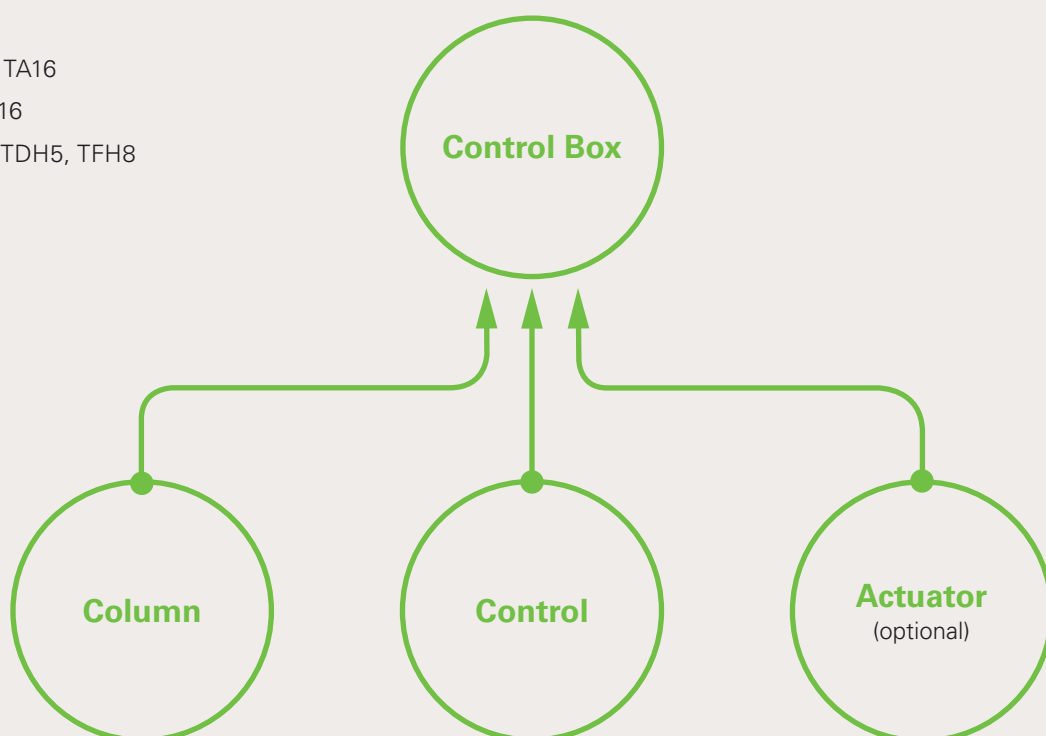 TA16
16
TDH5, TFH8
Control Box
Column
Control
Actuator
(optional)